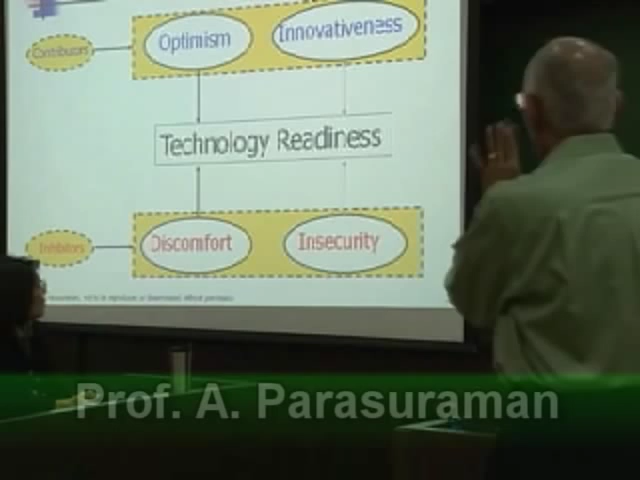 Contributors
Optimism
Innovativeness
Technology Readiness
Inhibitors
Discomfort
Insecurity
Prof. A. Parasuraman